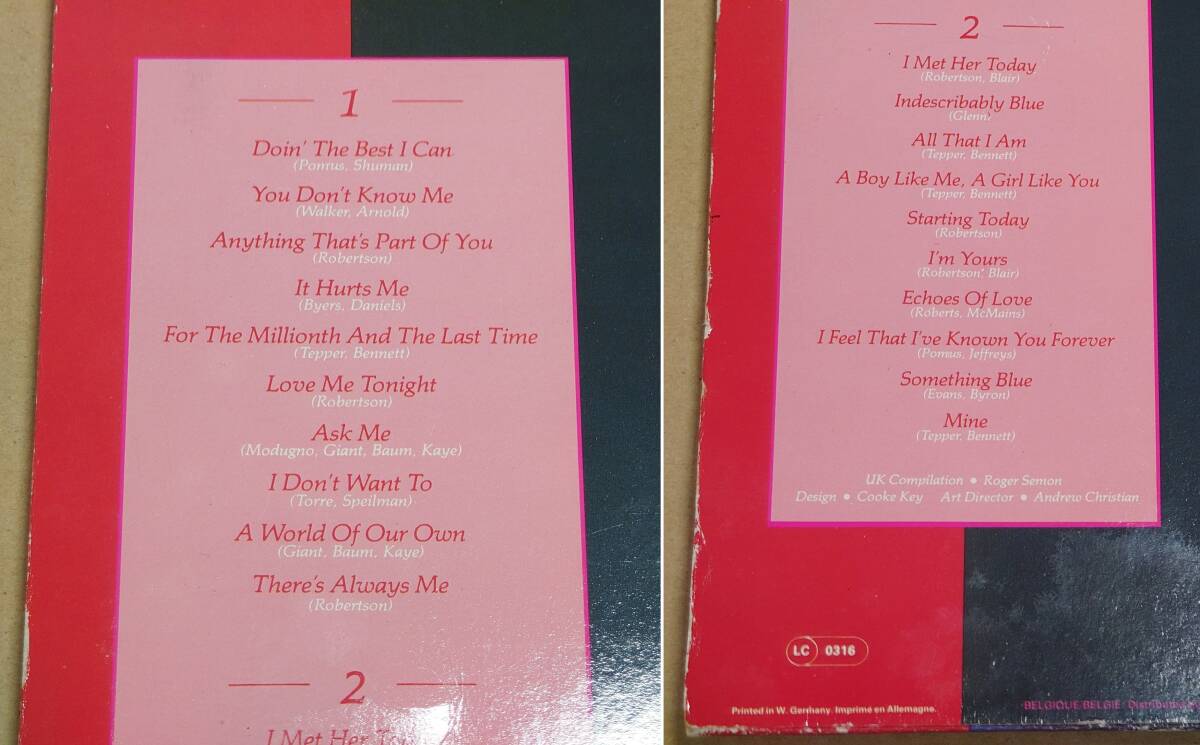 1
Doin' The Best I Can
(Pomus, Shuman)
You Don't Know Me
(Walker, Arnold)
Anything That's Part Of You
(Robertson)
It Hurts Me
(Byers, Daniels)
For The Millionth And The Last Time
(Tepper, Bennett)
Love Me Tonight
(Robertson)
Ask Me
(Modugno, Giant, Baum, Kaye)
I Don't Want To
(Torre, Speilman)
A World Of Our Own
(Giant, Baum, Kaye)
There's Always Me
(Robertson)
2
I Met Her
2
I Met Her Today
(Robertson, Blair)
Indescribably Blue
(Glenn)
All That I Am
(Tepper, Bennett)
A Boy Like Me, A Girl Like You
(Tepper, Bennett)
Starting Today
(Robertson)
I'm Yours
(Robertson, Blair)
Echoes Of Love
(Roberts, McMains)
I Feel That I've Known You Forever
(Pomus, Jeffreys)
Something Blue
(Evans, Byron)
Mine
(Tepper, Bennett)
UK Compilation ● Roger Semon
Design ● Cooke Key Art Director ● Andrew Christian
LC 0316
Printed in W. Germany. Imprimé en Allemagne.
BELGIQUE/BELGIE